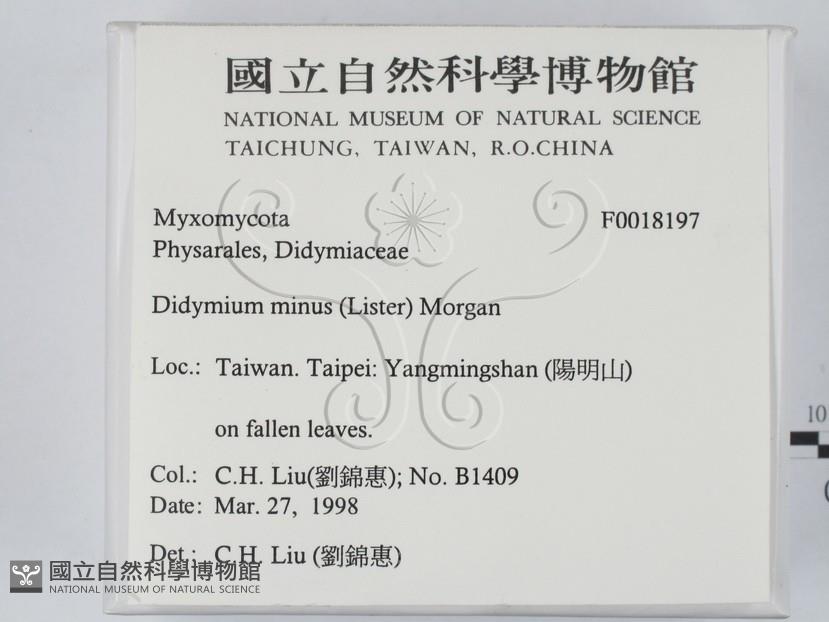 國立自然科學博物館
NATIONAL MUSEUM OF NATURAL SCIENCE
TAICHUNG, TAIWAN, R.O.CHINA
Myxomycota F0018197
Physarales, Didymiaceae
Didymium minus (Lister) Morgan
Loc.: Taiwan. Taipei: Yangmingshan (陽明山)
on fallen leaves.
Col.: C.H. Liu(劉錦惠); No. B1409
Date: Mar. 27, 1998
Det.: C.H. Liu (劉錦惠)
國立自然科學博物館
NATIONAL MUSEUM OF NATURAL SCIENCE
10